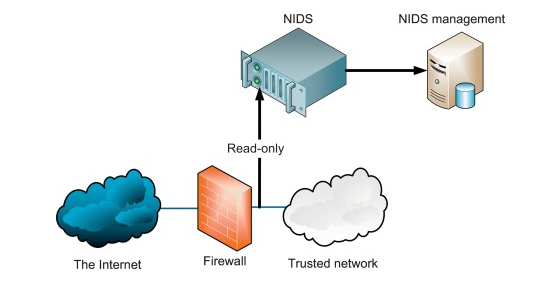 NIDS
NIDS management
Read-only
The Internet
Firewall
Trusted network